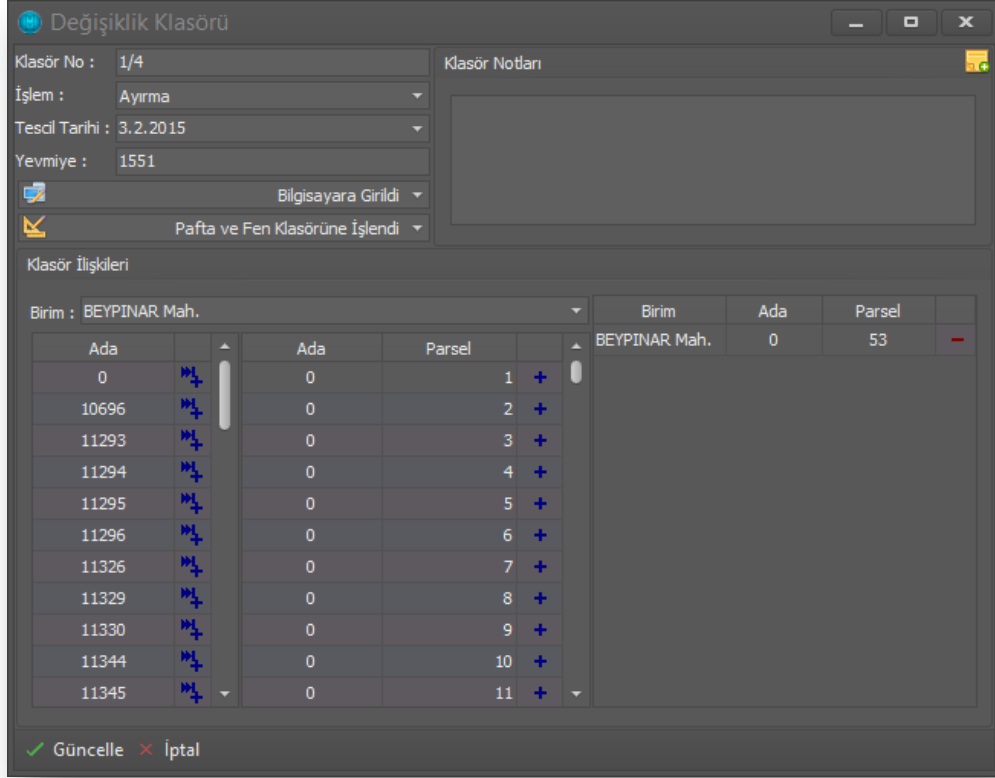 Değişiklik Klasörü
Klasör No : 1/4
İşlem : Ayırma
Tescil Tarihi : 3.2.2015
Yevmiye : 1551
Bilgisayara Girildi
Pafta ve Fen Klasörüne İşlendi
Klasör Notları
Klasör İlişkileri
Birim : BEYPINAR Mah.
Ada
0
10696
11293
11294
11295
11296
11326
11329
11330
11344
11345
Ada Parsel
0 1
0 2
0 3
0 4
0 5
0 6
0 7
0 8
0 9
0 10
0 11
Birim Ada Parsel
BEYPINAR Mah. 0 53
Güncelle İptal